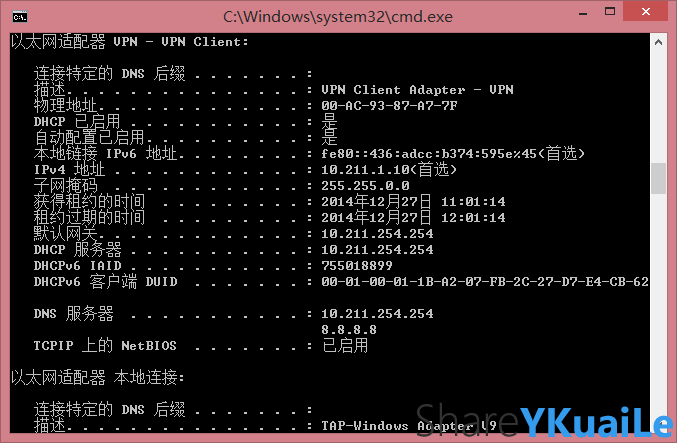 C:\Windows\system32\cmd.exe
以太网适配器 VPN - VPN Client:
连接特定的 DNS 后缀 . . . . . . . :
描述. . . . . . . . . . . . . . . : VPN Client Adapter - VPN
物理地址. . . . . . . . . . . . . : 00-AC-93-87-A7-7F
DHCP 已启用 . . . . . . . . . . . : 是
自动配置已启用. . . . . . . . . . : 是
本地链接 IPv6 地址. . . . . . . . : fe80::436:adcc:b374:595e%45(首选)
IPv4 地址 . . . . . . . . . . . . : 10.211.1.10(首选)
子网掩码 . . . . . . . . . . . . : 255.255.0.0
获得租约的时间 . . . . . . . . . : 2014年12月27日 11:01:14
租约过期的时间 . . . . . . . . . : 2014年12月27日 12:01:14
默认网关. . . . . . . . . . . . . : 10.211.254.254
DHCP 服务器 . . . . . . . . . . . : 10.211.254.254
DHCPv6 IAID . . . . . . . . . . . : 755018899
DHCPv6 客户端 DUID . . . . . . . : 00-01-00-01-1B-A2-07-FB-2C-27-D7-E4-CB-62
DNS 服务器 . . . . . . . . . . . : 10.211.254.254
8.8.8.8
TCPIP 上的 NetBIOS . . . . . . . : 已启用
以太网适配器 本地连接:
连接特定的 DNS 后缀 . . . . . . . :
描述. . . . . . . . . . . . . . . : TAP-Windows Adapter V9
ShareYKuaiLe